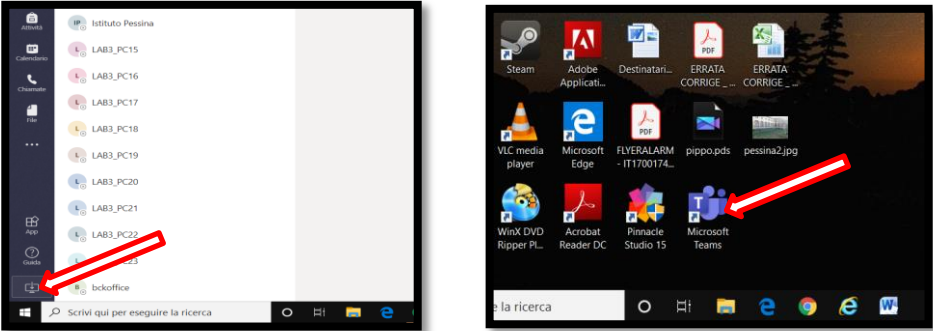 Attività
Calendario
Chiamate
File
App
Guida
IP Istituto Pessina
L LAB3_PC15
L LAB3_PC16
L LAB3_PC17
L LAB3_PC18
L LAB3_PC19
L LAB3_PC20
L LAB3_PC21
L LAB3_PC22
B bckoffice
Scrivi qui per eseguire la ricerca
Steam
Adobe
Applicati...
Destinatari...
PDF
ERRATA
CORRIGE _ ...
ERRATA
CORRIGE _ ...
VLC media
player
Microsoft
Edge
PDF
FLYERALARM
- IT1700174...
pippo.pds
pessina2.jpg
WinX DVD
Ripper Pl...
Acrobat
Reader DC
Pinnacle
Studio 15
T
Microsoft
Teams
e la ricerca